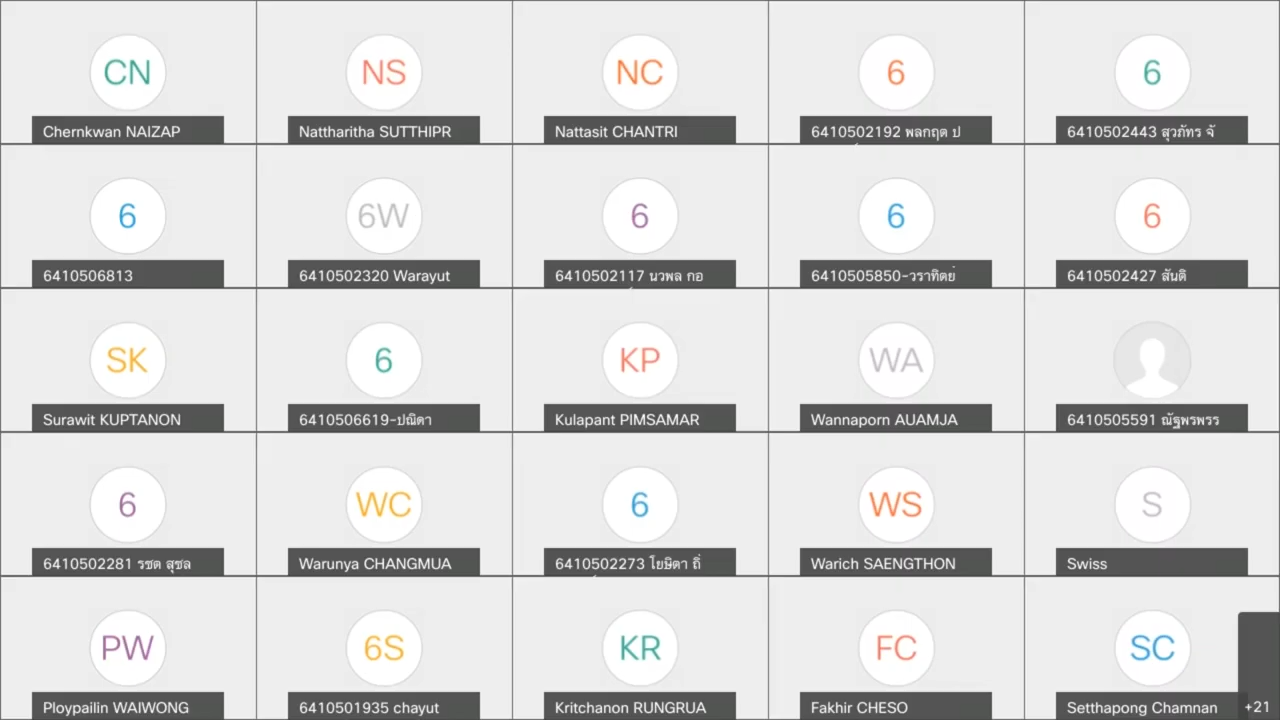 CN
Chernkwan NAIZAP
NS
Nattharitha SUTTHIPR
NC
Nattasit CHANTRI
6
6410502192 พลกฤต ป
6
6410502443 สุวภัทร จั
6
6410506813
6W
6410502320 Warayut
6
6410502117 นวพล กอ
6
6410505850-วราทิตย์
6
6410502427 สันติ
SK
Surawit KUPTANON
6
6410506619-ปณิตา
KP
Kulapant PIMSAMAR
WA
Wannaporn AUAMJA
6410505591 ณัฐพรพรร
6
6410502281 รชต สุชล
WC
Warunya CHANGMUA
6
6410502273 โยษิตา ถิ่
WS
Warich SAENGTHON
S
Swiss
PW
Ploypailin WAIWONG
6S
6410501935 chayut
KR
Kritchanon RUNGRUA
FC
Fakhir CHESO
SC
Setthapong Chamnan
+21